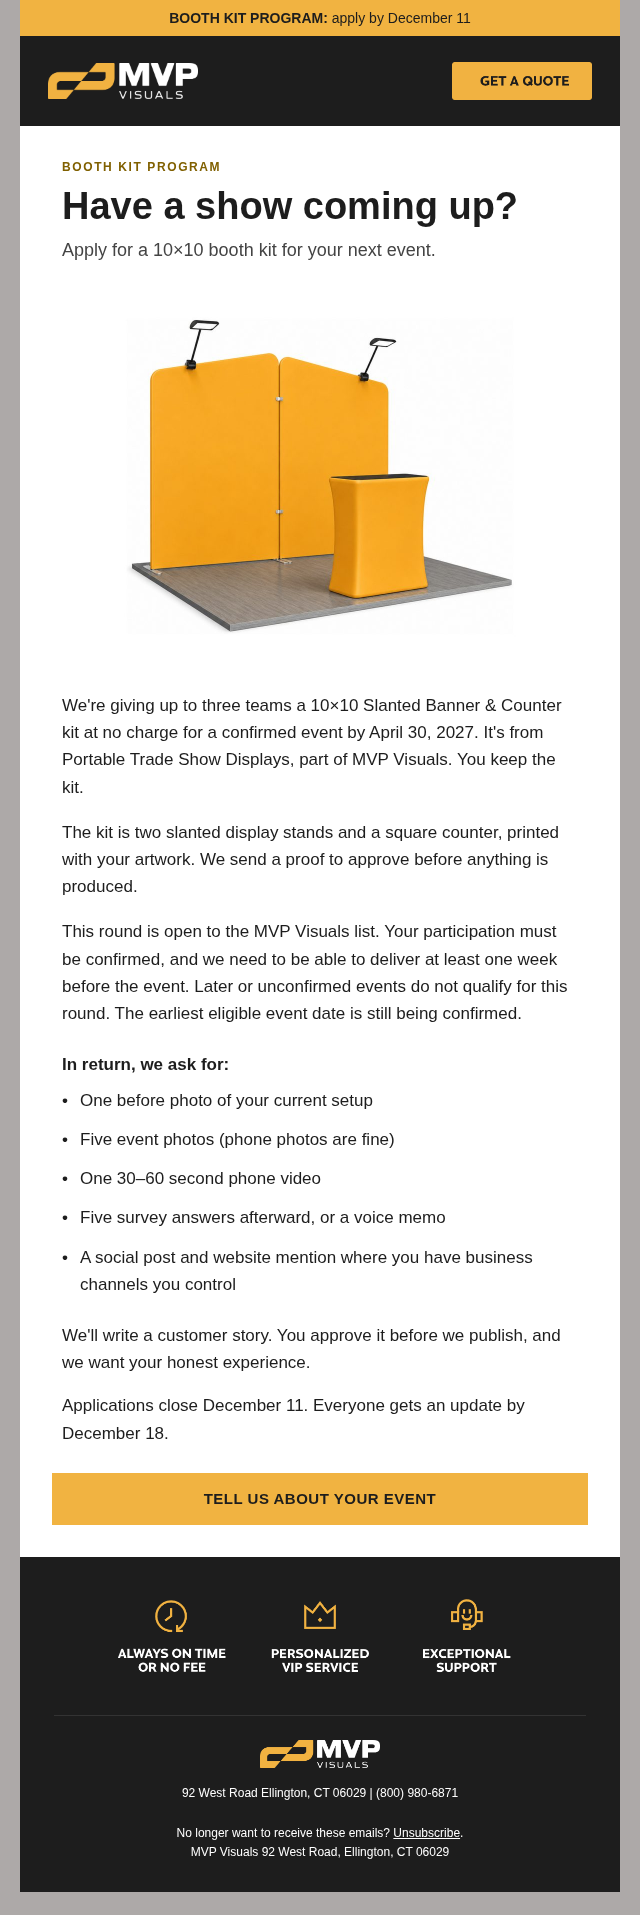 BOOTH KIT PROGRAM: apply by December 11
MVP
VISUALS
GET A QUOTE
BOOTH KIT PROGRAM
Have a show coming up?
Apply for a 10×10 booth kit for your next event.
We're giving up to three teams a 10×10 Slanted Banner & Counter
kit at no charge for a confirmed event by April 30, 2027. It's from
Portable Trade Show Displays, part of MVP Visuals. You keep the
kit.
The kit is two slanted display stands and a square counter, printed
with your artwork. We send a proof to approve before anything is
produced.
This round is open to the MVP Visuals list. Your participation must
be confirmed, and we need to be able to deliver at least one week
before the event. Later or unconfirmed events do not qualify for this
round. The earliest eligible event date is still being confirmed.
In return, we ask for:
• One before photo of your current setup
• Five event photos (phone photos are fine)
• One 30–60 second phone video
• Five survey answers afterward, or a voice memo
• A social post and website mention where you have business
channels you control
We'll write a customer story. You approve it before we publish, and
we want your honest experience.
Applications close December 11. Everyone gets an update by
December 18.
TELL US ABOUT YOUR EVENT
ALWAYS ON TIME
OR NO FEE
PERSONALIZED
VIP SERVICE
EXCEPTIONAL
SUPPORT
MVP
VISUALS
92 West Road Ellington, CT 06029 | (800) 980-6871
No longer want to receive these emails? Unsubscribe.
MVP Visuals 92 West Road, Ellington, CT 06029